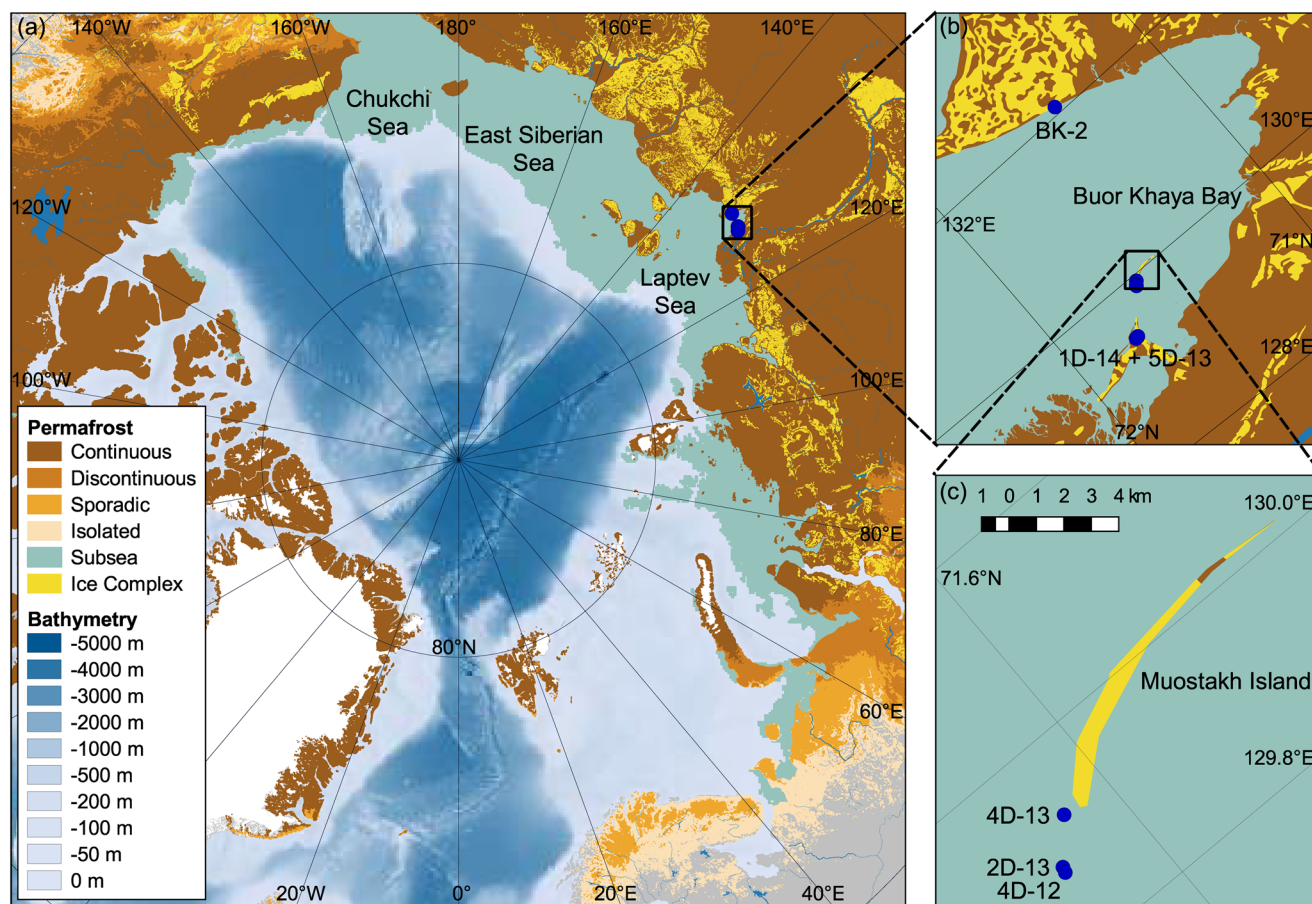 (a)
140°W
160°W
180°
160°E
140°E
Chukchi
Sea
East Siberian
Sea
120°W
120°E
Laptev
Sea
100°W
100°E
80°E
80°N
60°E
20°W
0°
20°E
40°E
Permafrost
Continuous
Discontinuous
Sporadic
Isolated
Subsea
Ice Complex
Bathymetry
-5000 m
-4000 m
-3000 m
-2000 m
-1000 m
-500 m
-200 m
-100 m
-50 m
0 m
(b)
BK-2
130°E
Buor Khaya Bay
132°E
71°N
1D-14 + 5D-13
128°E
72°N
(c)
1 0 1 2 3 4 km
130.0°E
71.6°N
Muostakh Island
129.8°E
4D-13
2D-13
4D-12